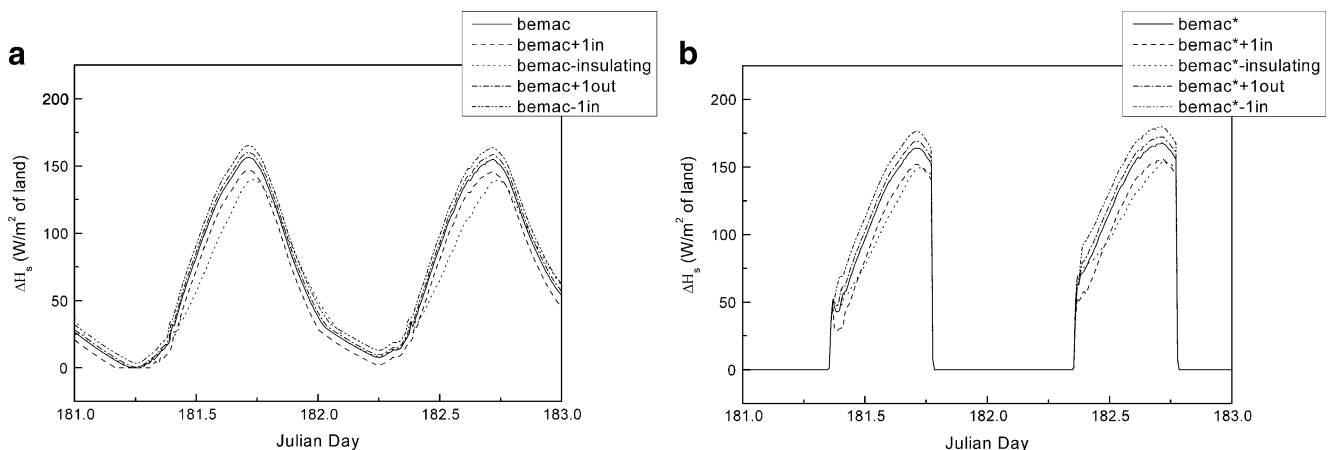 a
bemac
bemac+1in
bemac-insulating
bemac+1out
bemac-1in
200
150
100
50
0
ΔHs (W/m² of land)
181.0
181.5
182.0
182.5
183.0
Julian Day
b
bemac*
bemac*+1in
bemac*-insulating
bemac*+1out
bemac*-1in
200
150
100
50
0
ΔHs (W/m² of land)
181.0
181.5
182.0
182.5
183.0
Julian Day